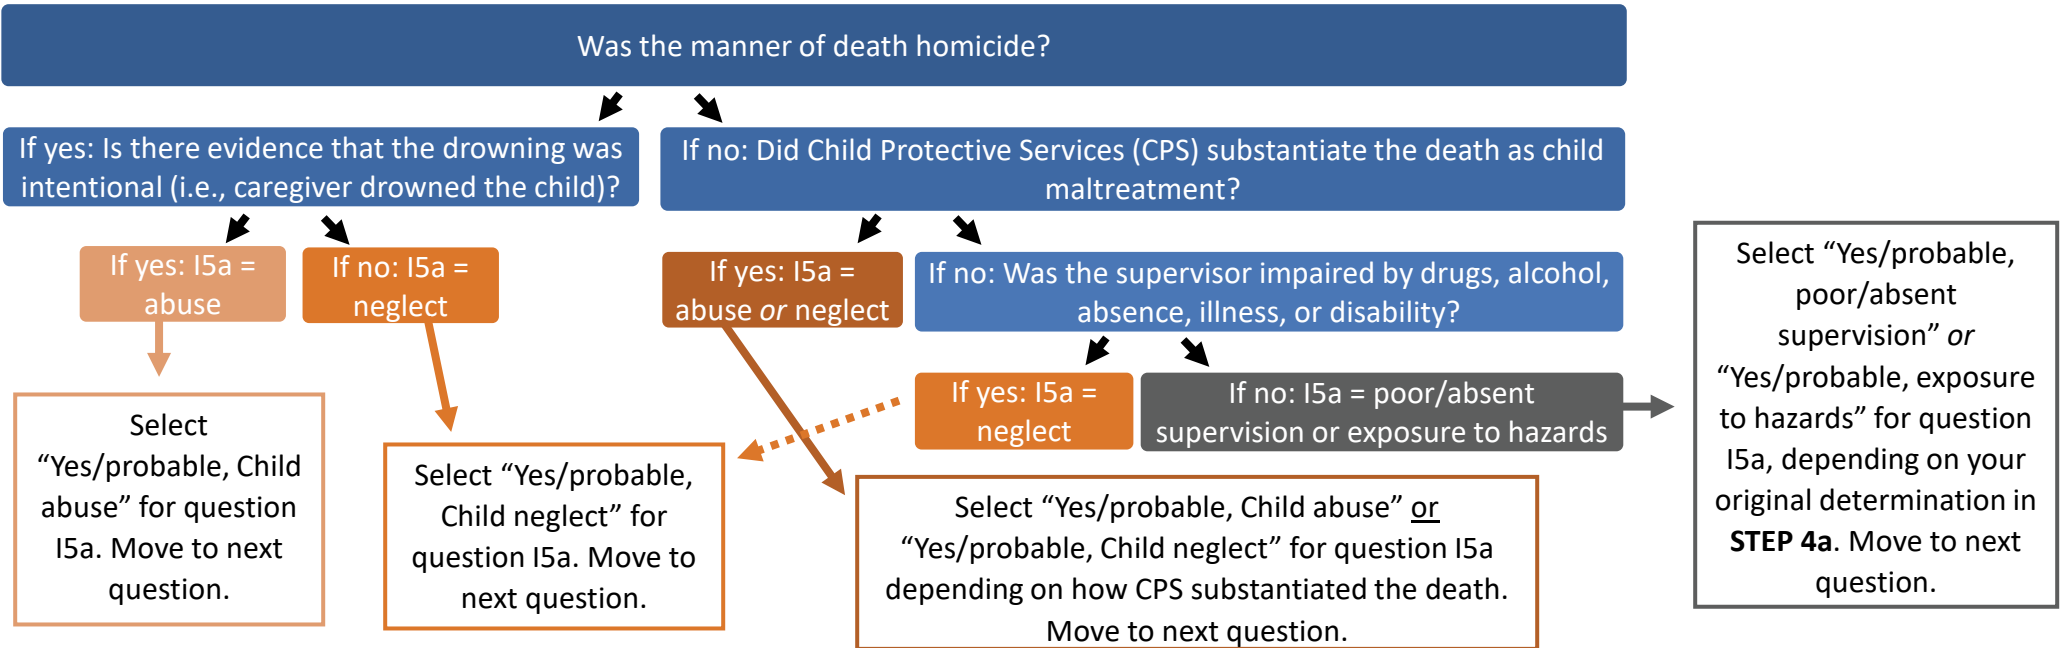 Was the manner of death homicide?
If yes: Is there evidence that the drowning was
intentional (i.e., caregiver drowned the child)?
If no: Did Child Protective Services (CPS) substantiate the death as child
maltreatment?
If yes: I5a =
abuse
If no: I5a =
neglect
If yes: I5a =
abuse or neglect
If no: Was the supervisor impaired by drugs, alcohol,
absence, illness, or disability?
If yes: I5a =
neglect
If no: I5a = poor/absent
supervision or exposure to hazards
Select
“Yes/probable, Child
abuse” for question
I5a. Move to next
question.
Select “Yes/probable,
Child neglect” for
question I5a. Move to
next question.
Select “Yes/probable, Child abuse” or
“Yes/probable, Child neglect” for question I5a
depending on how CPS substantiated the death.
Move to next question.
Select “Yes/probable,
poor/absent
supervision” or
“Yes/probable, exposure
to hazards” for question
I5a, depending on your
original determination in
STEP 4a. Move to next
question.